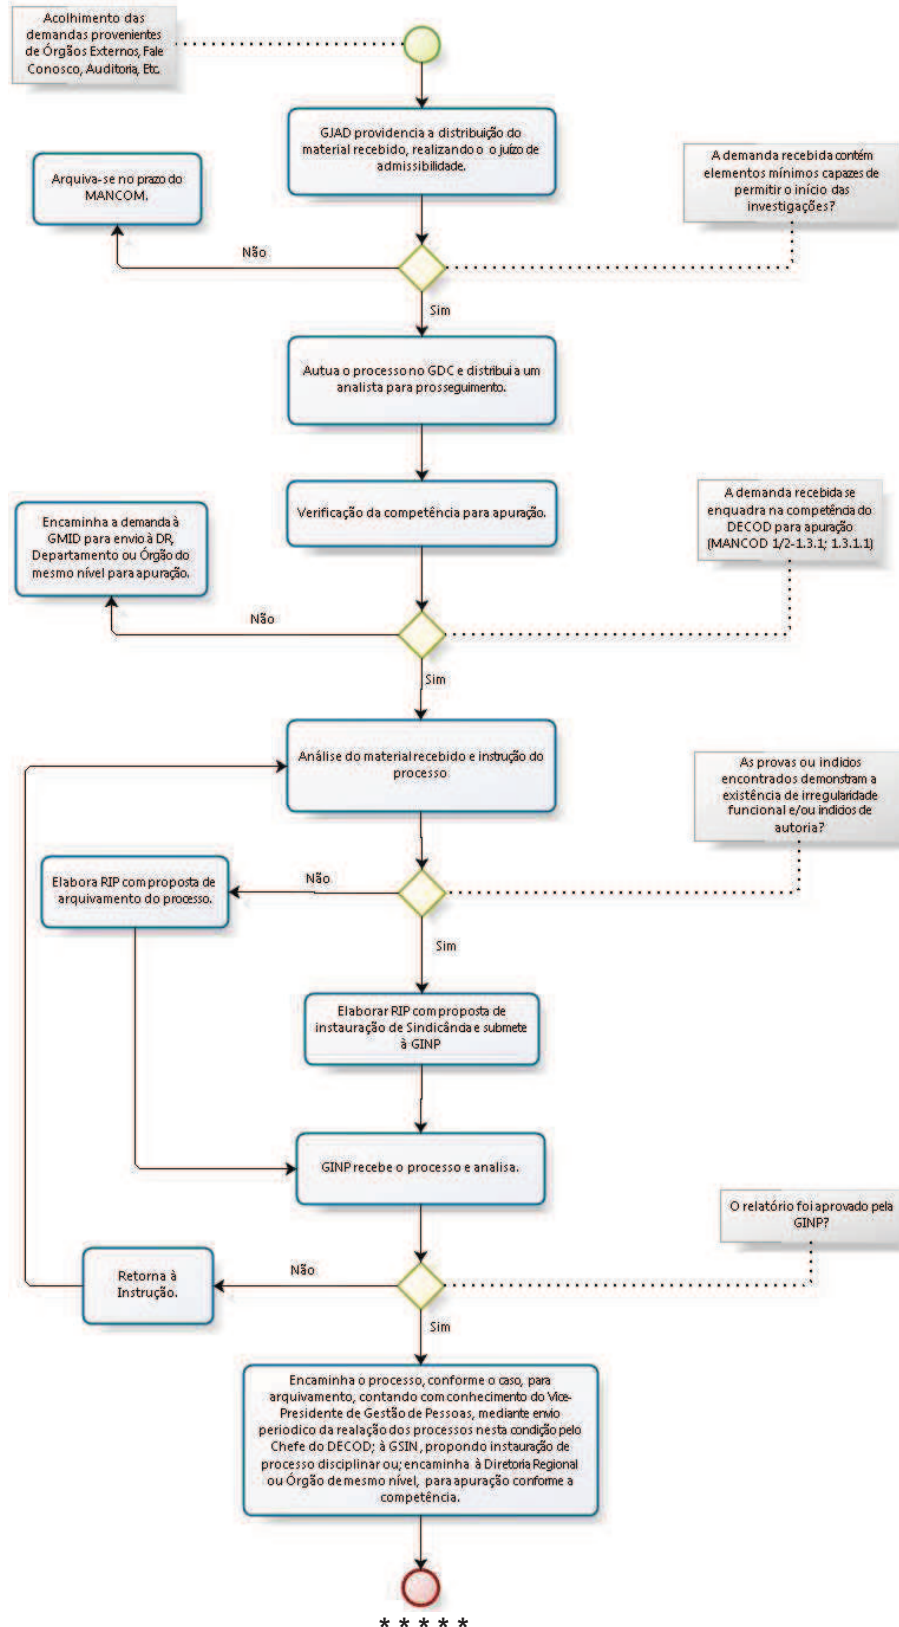 Acolhimento das
demandas provenientes
de Órgãos Externos, Fale
Conosco, Auditoria, Etc.
GJAD providencia a distribuição do
material recebido, realizando o o juízo de
admissibilidade.
Arquiva-se no prazo do
MANCOM.
A demanda recebida contém
elementos mínimos capazes de
permitir o início das
investigações?
Não
Sim
Autua o processo no GDC e distribui a um
analista para prosseguimento.
Verificação da competência para apuração.
Encaminha a demanda à
GMID para envio à DR,
Departamento ou Órgão do
mesmo nível para apuração.
A demanda recebida se
enquadra na competência do
DECOD para apuração
(MANCOD 1/2-1.3.1; 1.3.1.1)
Não
Sim
Análise do material recebido e instrução do
processo
As provas ou indicios
encontrados demonstram a
existência de irregularidade
funcional e/ou indicios de
autoria?
Elabora RIP com proposta de
arquivamento do processo.
Não
Sim
Elaborar RIP com proposta de
instauração de Sindicância e submete
à GINP
GINP recebe o processo e analisa.
O relatório foi aprovado pela
GINP?
Retorna à
Instrução.
Não
Sim
Encaminha o processo, conforme o caso, para
arquivamento, contando com conhecimento do Vice-
Presidente de Gestão de Pessoas, mediante envio
periodico da realação dos processos nesta condição pelo
Chefe do DECOD; à GSIN, propondo instauração de
processo disciplinar ou; encaminha à Diretoria Regional
ou Órgão de mesmo nível, para apuração conforme a
competência.
* * * * *